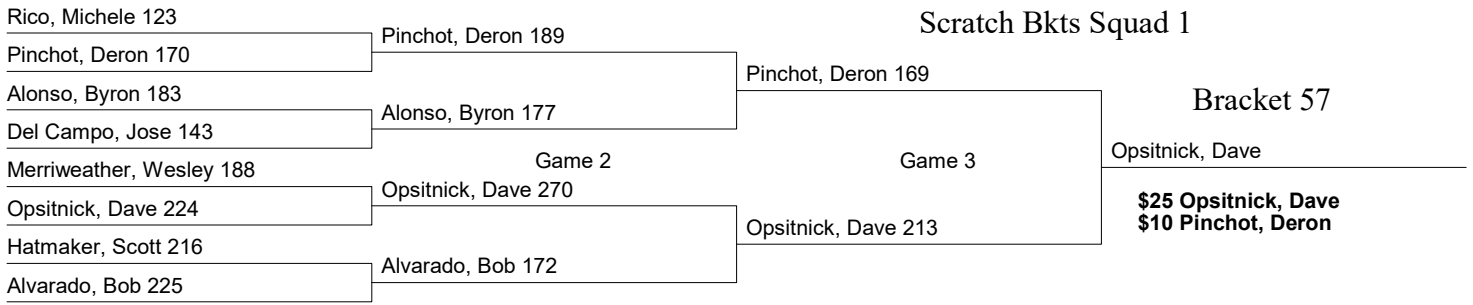 Scratch Bkts Squad 1
Bracket 57
Rico, Michele 123
Pinchot, Deron 170
Alonso, Byron 183
Del Campo, Jose 143
Merriweather, Wesley 188
Opsitnick, Dave 224
Hatmaker, Scott 216
Alvarado, Bob 225
Pinchot, Deron 189
Alonso, Byron 177
Game 2
Opsitnick, Dave 270
Alvarado, Bob 172
Pinchot, Deron 169
Game 3
Opsitnick, Dave 213
Opsitnick, Dave
$25 Opsitnick, Dave
$10 Pinchot, Deron